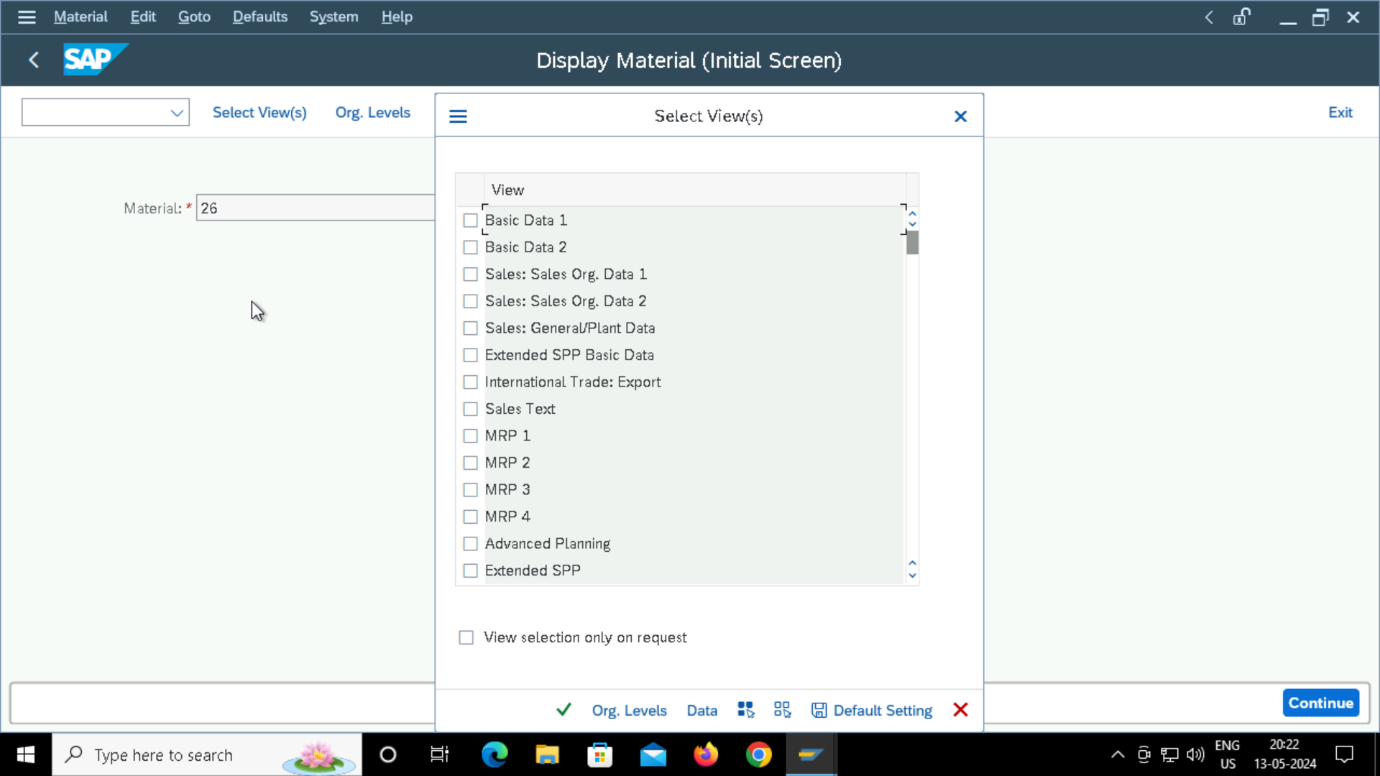 Material Edit Goto Defaults System Help
SAP Display Material (Initial Screen)
Select View(s) Org. Levels Exit
Select View(s)
Material: * 26
View
Basic Data 1
Basic Data 2
Sales: Sales Org. Data 1
Sales: Sales Org. Data 2
Sales: General/Plant Data
Extended SPP Basic Data
International Trade: Export
Sales Text
MRP 1
MRP 2
MRP 3
MRP 4
Advanced Planning
Extended SPP
View selection only on request
Org. Levels Data Default Setting
Continue
Type here to search
ENG
US
20:22
13-05-2024